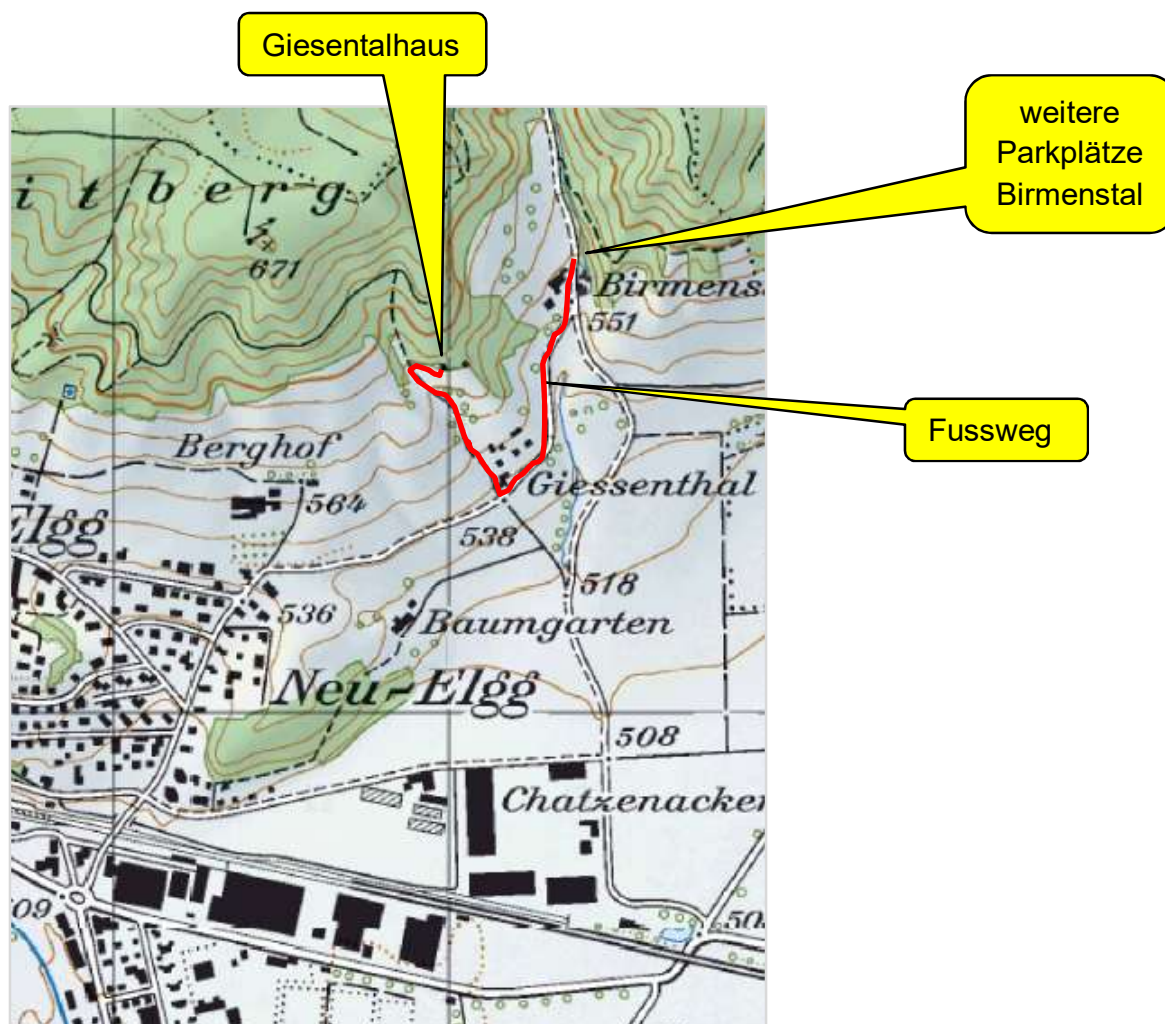 Giesentalhaus
weitere
Parkplätze
Birmenstal
itberg
671
Birmens
551
Fussweg
Berghof
Giessenthal
564
Elgg
538
518
536
Baumgarten
Neu-Elgg
508
Chatzenacker
09
50